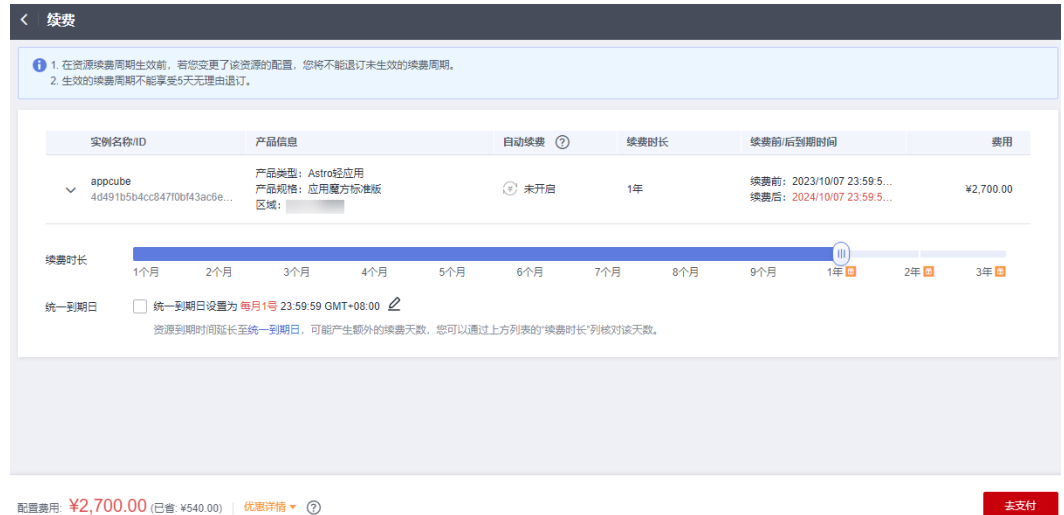 续费
1. 在资源续费周期生效前，若您变更了该资源的配置，您将不能退订未生效的续费周期。
2. 生效的续费周期不能享受5天无理由退订。
实例名称/ID 产品信息 自动续费 ? 续费时长 续费前/后到期时间 费用
产品类型：Astro轻应用
appcube 产品规格：应用魔方标准版 未开启 1年 续费前：2023/10/07 23:59:5... ¥2,700.00
4d491b5b4cc847f0bf43ac6e... 区域： 续费后：2024/10/07 23:59:5...
续费时长
1个月 2个月 3个月 4个月 5个月 6个月 7个月 8个月 9个月 1年 2年 3年
统一到期日 统一到期日设置为 每月1号 23:59:59 GMT+08:00
资源到期时间延长至统一到期日，可能产生额外的续费天数，您可以通过上方列表的“续费时长”列核对该天数。
配置费用: ¥2,700.00 (已省: ¥540.00) 优惠详情 ? 去支付